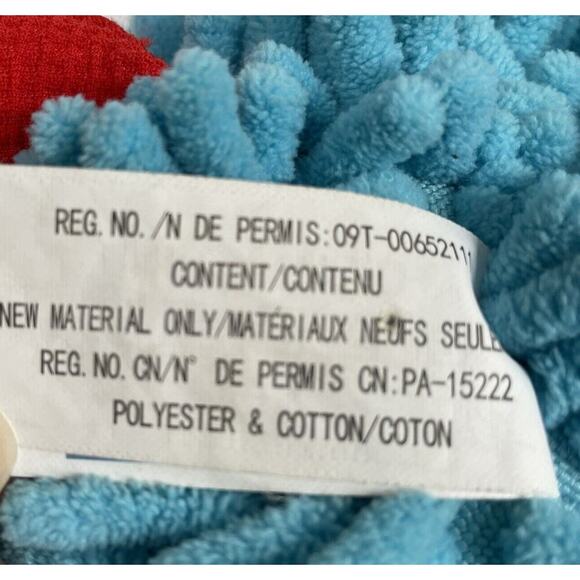 REG. NO. /N DE PERMIS:09T-00652111
CONTENT/CONTENU
NEW MATERIAL ONLY/MATÉRIAUX NEUFS SEULE
REG. NO. CN/N° DE PERMIS CN:PA-15222
POLYESTER & COTTON/COTON